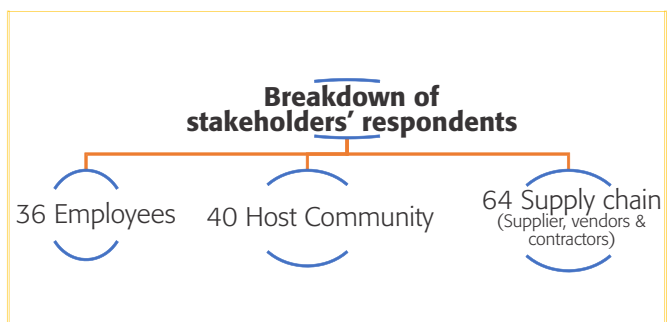 Breakdown of
stakeholders’ respondents
36 Employees
40 Host Community
64 Supply chain
(Supplier, vendors &
contractors)